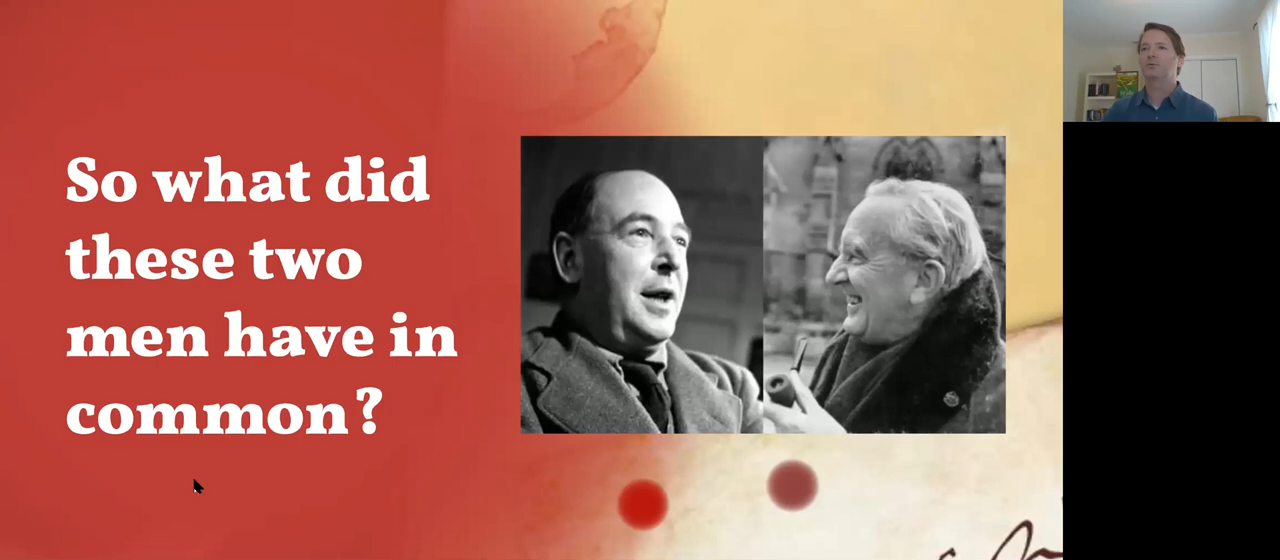 So what did
these two
men have in
common?